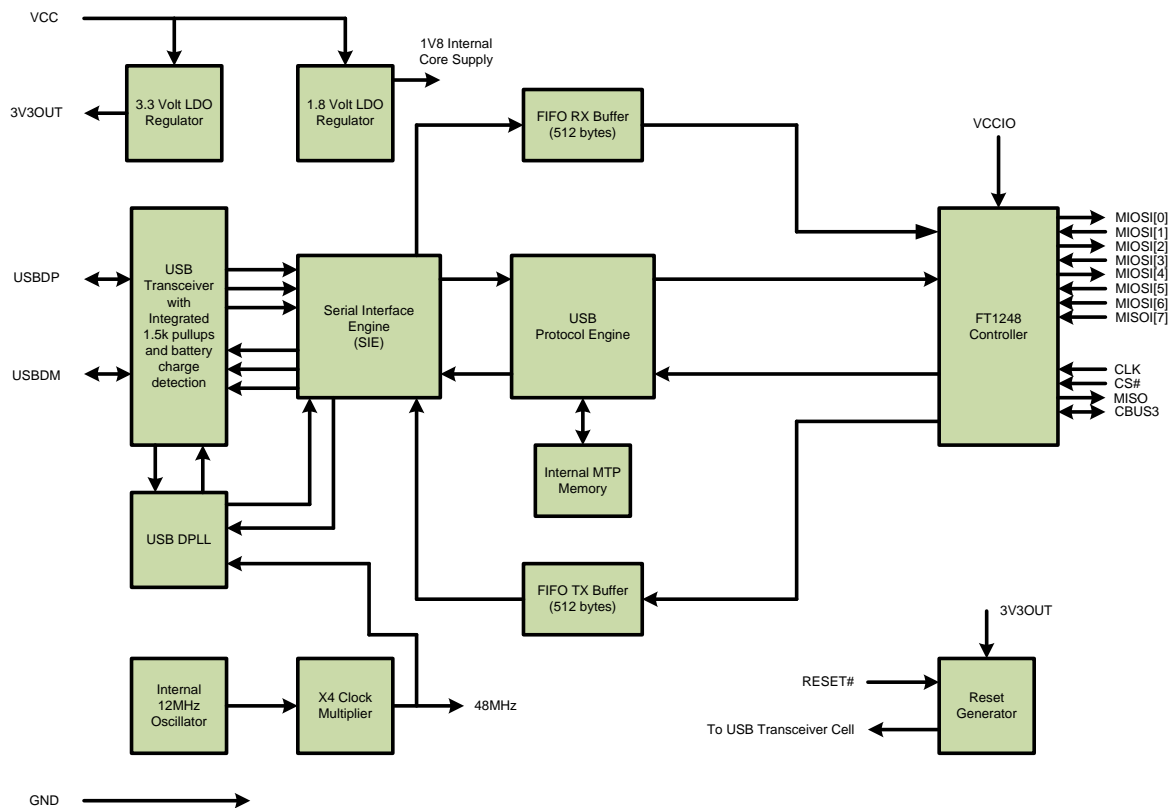 VCC
1V8 Internal
Core Supply
3.3 Volt LDO
Regulator
1.8 Volt LDO
Regulator
3V3OUT
FIFO RX Buffer
(512 bytes)
VCCIO
USBDP
USBDM
USB
Transceiver
with
Integrated
1.5k pullups
and battery
charge
detection
Serial Interface
Engine
(SIE)
USB
Protocol Engine
FT1248
Controller
MIOSI[0]
MIOSI[1]
MIOSI[2]
MIOSI[3]
MIOSI[4]
MIOSI[5]
MIOSI[6]
MISOI[7]
CLK
CS#
MISO
CBUS3
Internal MTP
Memory
USB DPLL
FIFO TX Buffer
(512 bytes)
3V3OUT
Internal
12MHz
Oscillator
X4 Clock
Multiplier
48MHz
RESET#
To USB Transceiver Cell
Reset
Generator
GND